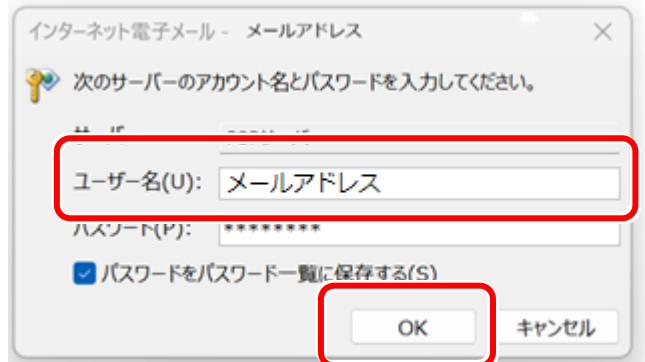 インターネット電子メール - メールアドレス
次のサーバーのアカウント名とパスワードを入力してください。
ユーザー名(U): メールアドレス
パスワード(P): ********
パスワードをパスワード一覧に保存する(S)
OK キャンセル